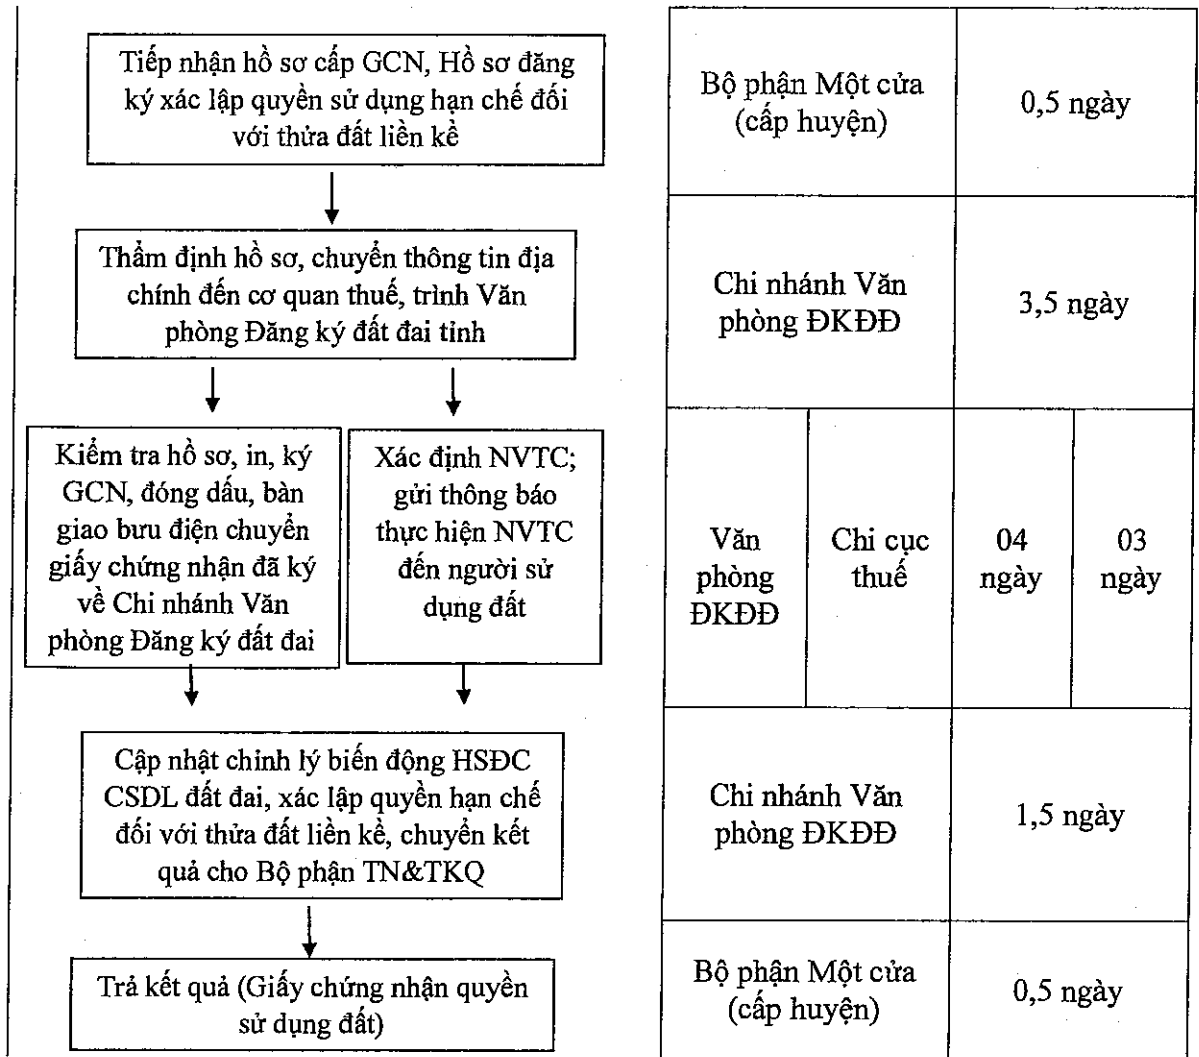 Tiếp nhận hồ sơ cấp GCN, Hồ sơ đăng
ký xác lập quyền sử dụng hạn chế đối
với thửa đất liền kề
Bộ phận Một cửa
(cấp huyện)
0,5 ngày
Thẩm định hồ sơ, chuyển thông tin địa
chính đến cơ quan thuế, trình Văn
phòng Đăng ký đất đai tỉnh
Chi nhánh Văn
phòng ĐKĐĐ
3,5 ngày
Kiểm tra hồ sơ, in, ký
GCN, đóng dấu, bàn
giao bưu điện chuyển
giấy chứng nhận đã ký
về Chi nhánh Văn
phòng Đăng ký đất đai
Xác định NVTC;
gửi thông báo
thực hiện NVTC
đến người sử
dụng đất
Văn
phòng
ĐKĐĐ
Chi cục
thuế
04
ngày
03
ngày
Cập nhật chỉnh lý biến động HSĐC
CSDL đất đai, xác lập quyền hạn chế
đối với thửa đất liền kề, chuyển kết
quả cho Bộ phận TN&TKQ
Chi nhánh Văn
phòng ĐKĐĐ
1,5 ngày
Trả kết quả (Giấy chứng nhận quyền
sử dụng đất)
Bộ phận Một cửa
(cấp huyện)
0,5 ngày